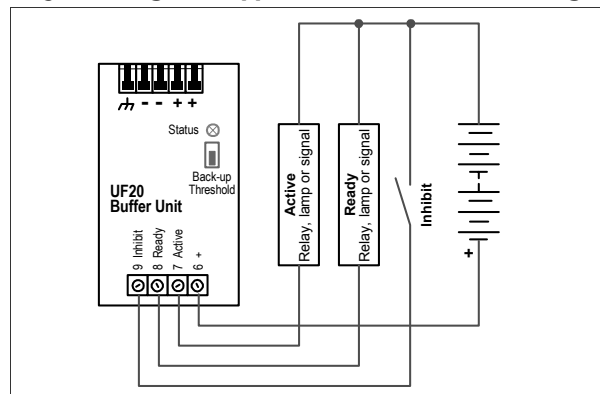 - - + +
Status
Back-up
Threshold
UF20
Buffer Unit
9 Inhibit
8 Ready
7 Active
6 +
Active
Relay, lamp or signal
Ready
Relay, lamp or signal
Inhibit
+